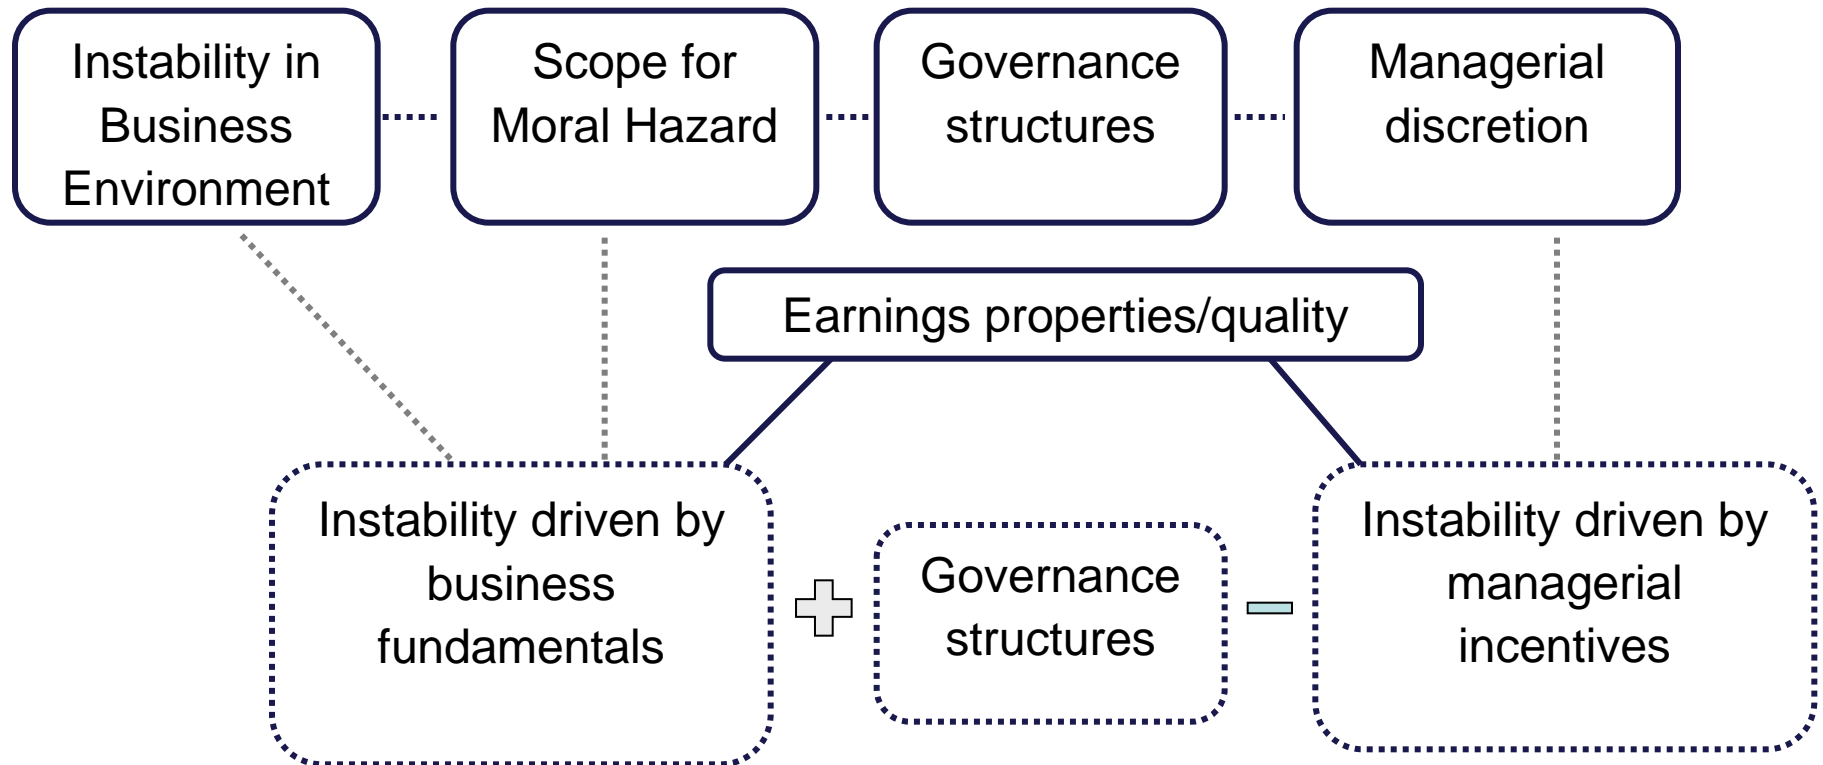 Instability in
Business
Environment
Scope for
Moral Hazard
Governance
structures
Managerial
discretion
Earnings properties/quality
Instability driven by
business
fundamentals
Governance
structures
Instability driven by
managerial
incentives